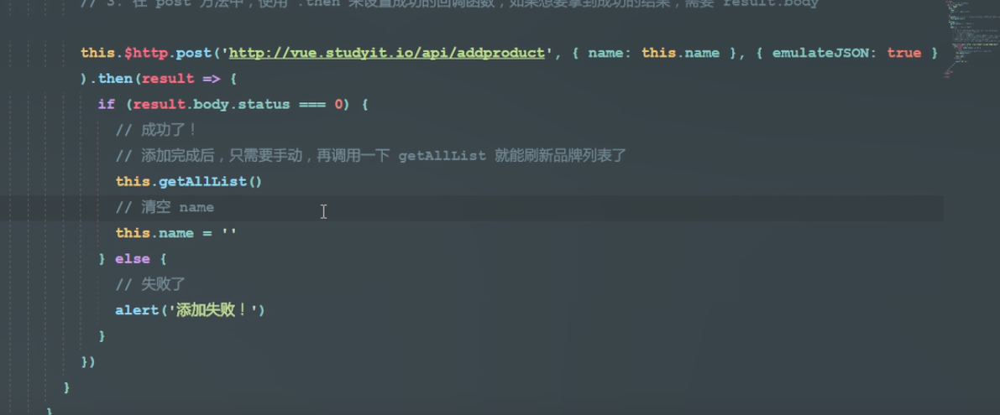 // 3. 在 post 方法中，使用 .then 来设置成功的回调函数，如果想要拿到成功的结果，需要 result.body
this.$http.post('http://vue.studyit.io/api/addproduct', { name: this.name }, { emulateJSON: true }
).then(result => {
if (result.body.status === 0) {
// 成功了！
// 添加完成后，只需要手动，再调用一下 getAllList 就能刷新品牌列表了
this.getAllList()
// 清空 name
this.name = ''
} else {
// 失败了
alert('添加失败！')
}
})
}
}